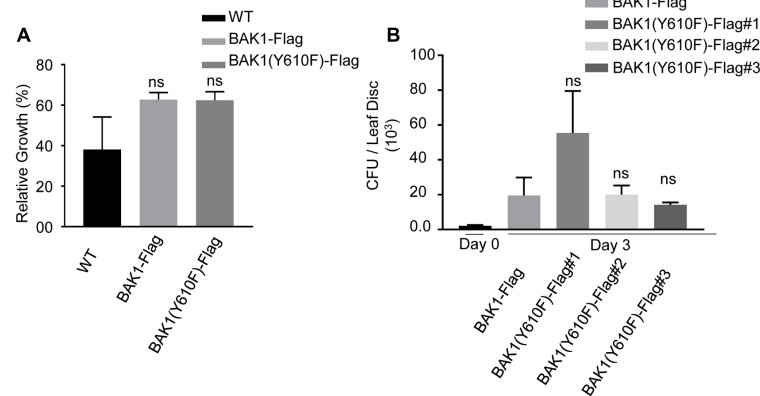 A
WT
BAK1-Flag
BAK1(Y610F)-Flag
Relative Growth (%)
80
60
40
20
00
ns
ns
WT
BAK1-Flag
BAK1(Y610F)-Flag
B
BAK1-Flag
BAK1(Y610F)-Flag#1
BAK1(Y610F)-Flag#2
BAK1(Y610F)-Flag#3
CFU / Leaf Disc
(10³)
100
80
60
40
20
0.0
ns
ns
ns
Day 0
Day 3
BAK1-Flag
BAK1(Y610F)-Flag#1
BAK1(Y610F)-Flag#2
BAK1(Y610F)-Flag#3